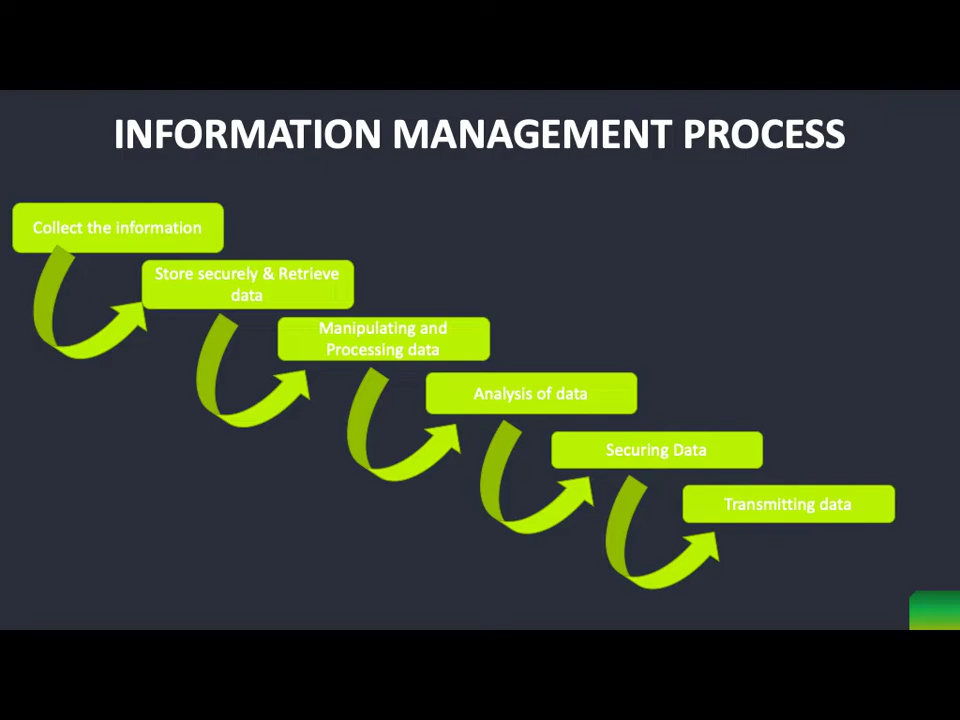 INFORMATION MANAGEMENT PROCESS
Collect the information
Store securely & Retrieve
data
Manipulating and
Processing data
Analysis of data
Securing Data
Transmitting data